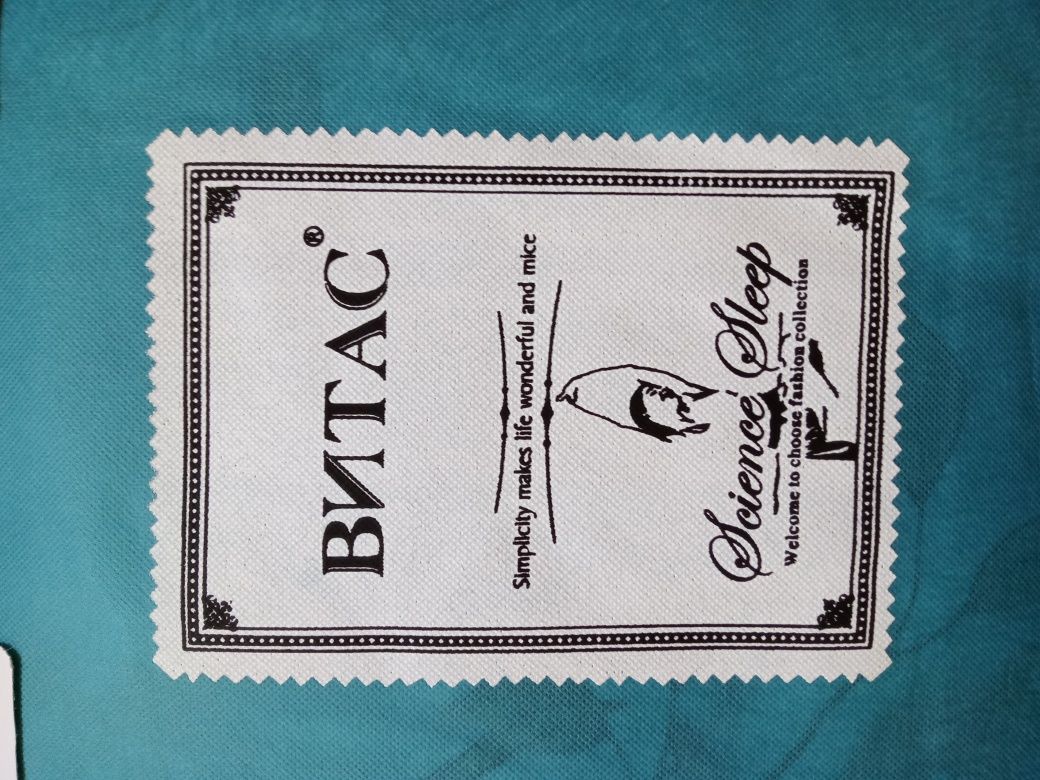 ВИТАС®
Simplicity makes life wonderful and mice
Science Sleep
Welcome to choose fashion collection